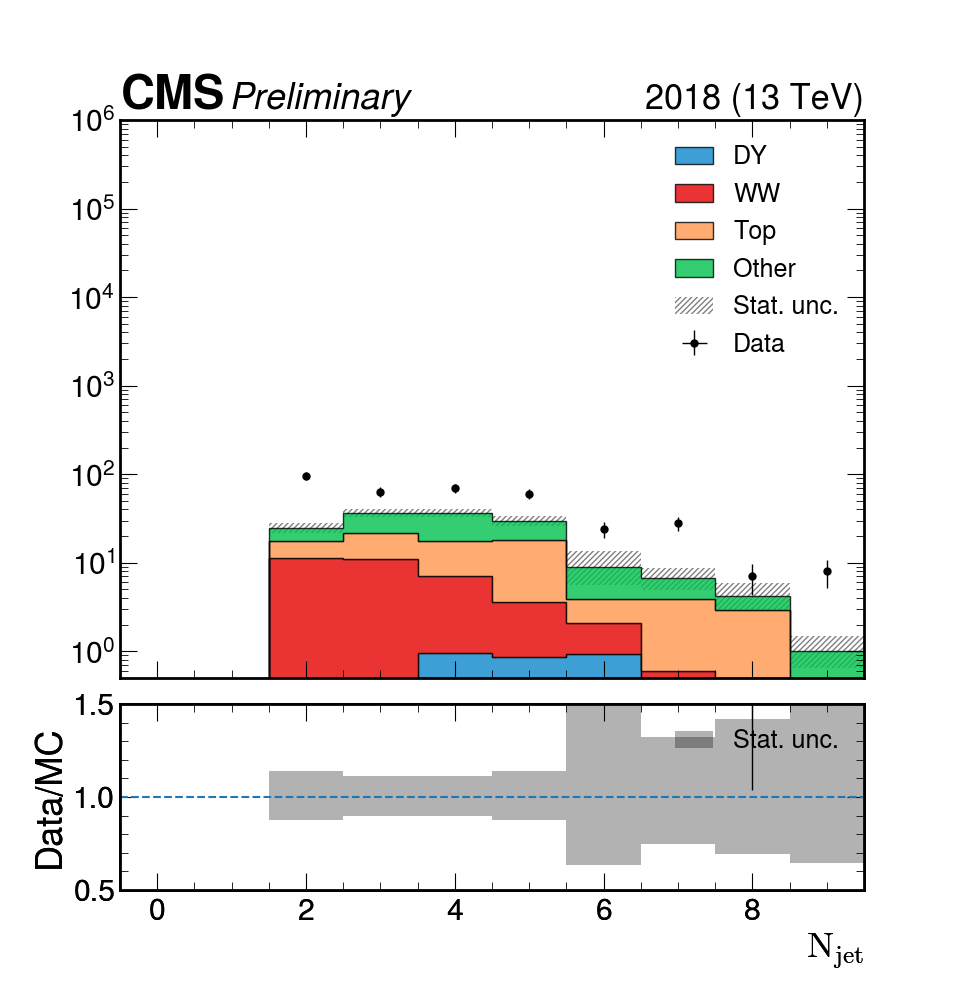 CMS Preliminary 2018 (13 TeV)
10^6
10^5
10^4
10^3
10^2
10^1
10^0
DY
WW
Top
Other
Stat. unc.
Data
1.5
1.0
0.5
Data/MC
Stat. unc.
0 2 4 6 8
N_jet